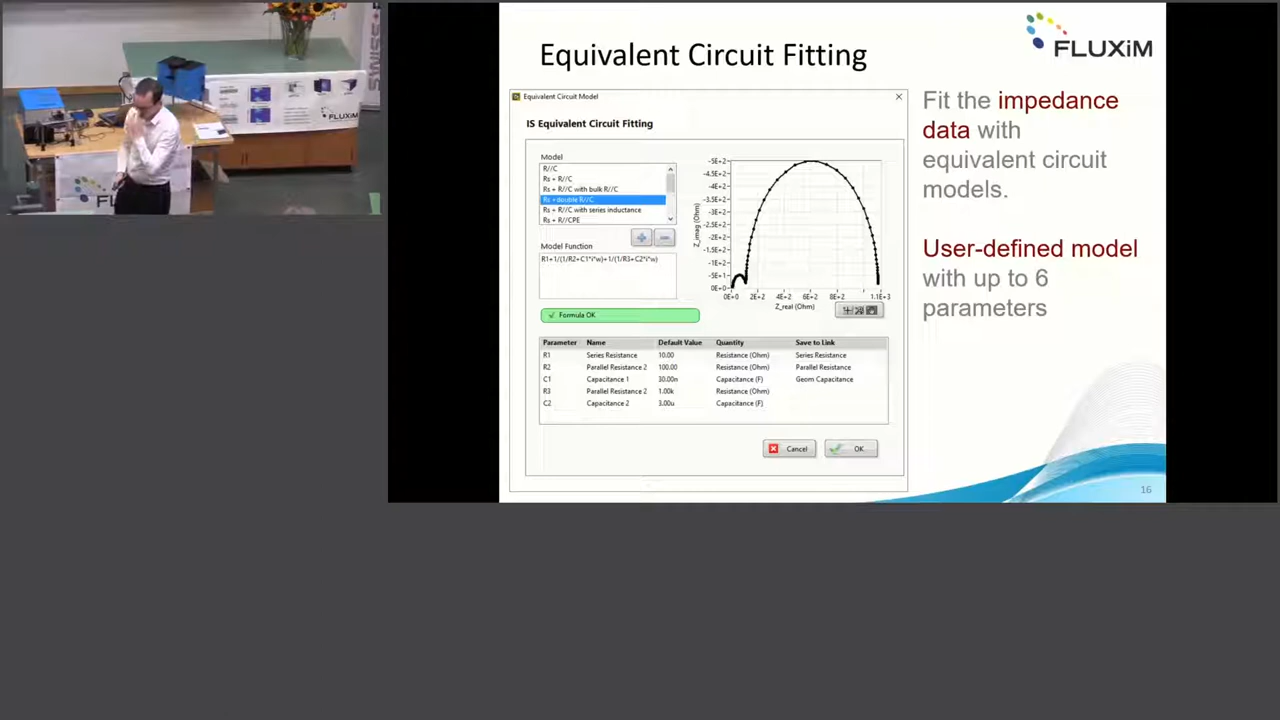 FLUXiM
SWISS
Equivalent Circuit Fitting
FLUXiM
Equivalent Circuit Model
IS Equivalent Circuit Fitting
Model
R//C
Rs + R//C
Rs + R//C with bulk R//C
Rs + double R//C
Rs + R//C with series inductance
Rs + R//CPE
Model Function
R1+1/(1/R2+C1*i*w)+1/(1/R3+C2*i*w)
Formula OK
Z_imag (Ohm)
-5E+2
-4.5E+2
-4E+2
-3.5E+2
-3E+2
-2.5E+2
-2E+2
-1.5E+2
-1E+2
-5E+1
0E+0
0E+0 2E+2 4E+2 6E+2 8E+2 1.1E+3
Z_real (Ohm)
Parameter Name Default Value Quantity Save to Link
R1 Series Resistance 10.00 Resistance (Ohm) Series Resistance
R2 Parallel Resistance 2 100.00 Resistance (Ohm) Parallel Resistance
C1 Capacitance 1 30.00n Capacitance (F) Geom Capacitance
R3 Parallel Resistance 2 1.00k Resistance (Ohm)
C2 Capacitance 2 3.00u Capacitance (F)
Cancel OK
Fit the impedance
data with
equivalent circuit
models.
User-defined model
with up to 6
parameters
16